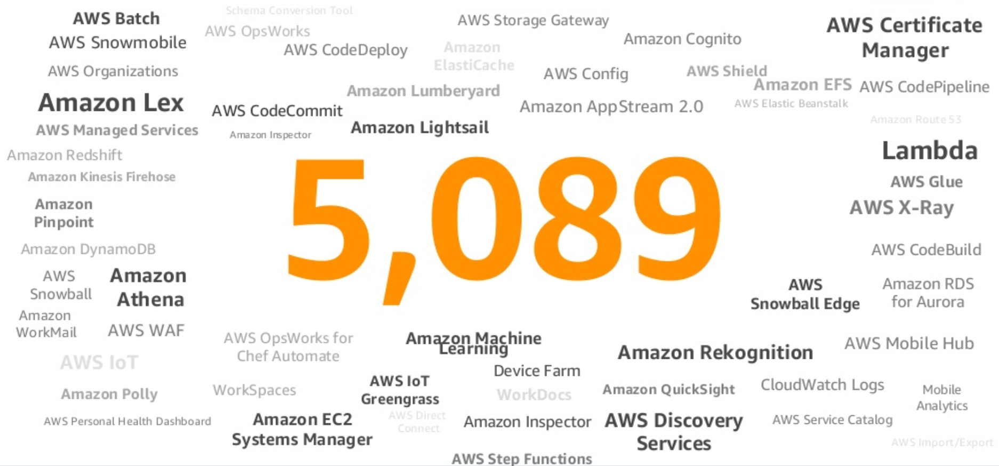 Schema Conversion Tool
AWS Batch
AWS Storage Gateway
AWS Certificate
Manager
AWS OpsWorks
AWS Snowmobile
Amazon Cognito
AWS CodeDeploy
Amazon
ElastiCache
AWS Organizations
AWS Config
AWS Shield
Amazon EFS
AWS CodePipeline
Amazon Lumberyard
Amazon Lex
AWS CodeCommit
Amazon AppStream 2.0
AWS Elastic Beanstalk
Amazon Route 53
AWS Managed Services
Amazon Lightsail
Amazon Inspector
Amazon Redshift
Lambda
Amazon Kinesis Firehose
AWS Glue
Amazon
Pinpoint
AWS X-Ray
5,089
Amazon DynamoDB
AWS CodeBuild
AWS
Snowball
Amazon
Athena
AWS
Snowball Edge
Amazon RDS
for Aurora
Amazon
WorkMail
AWS WAF
AWS OpsWorks for
Chef Automate
Amazon Machine
Learning
Amazon Rekognition
AWS Mobile Hub
AWS IoT
Device Farm
AWS IoT
Greengrass
Amazon Polly
WorkSpaces
WorkDocs
Amazon QuickSight
CloudWatch Logs
Mobile
Analytics
AWS Personal Health Dashboard
Amazon EC2
Systems Manager
AWS Direct
Connect
Amazon Inspector
AWS Discovery
Services
AWS Service Catalog
AWS Import/Export
AWS Step Functions